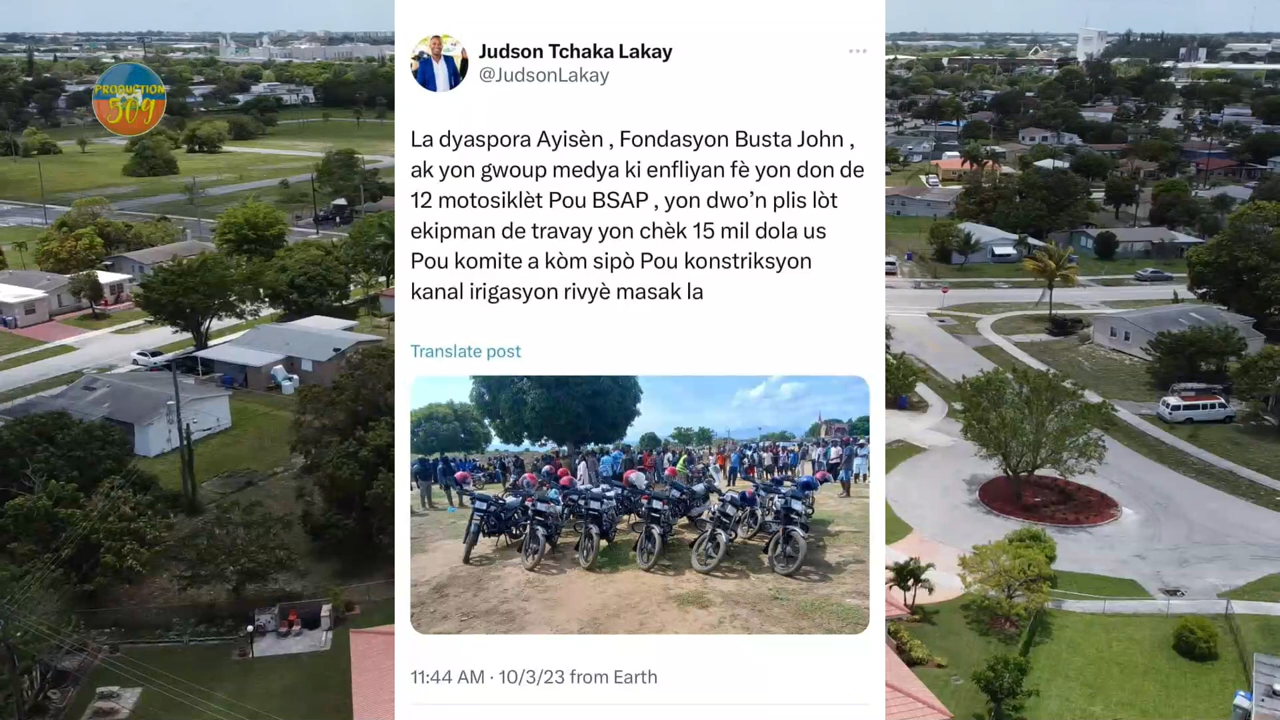 PRODUCTION
509
Judson Tchaka Lakay
@JudsonLakay
La dyaspora Ayisèn , Fondasyon Busta John ,
ak yon gwoup medya ki enfliyan fè yon don de
12 motosiklèt Pou BSAP , yon dwo’n plis lòt
ekipman de travay yon chèk 15 mil dola us
Pou komite a kòm sipò Pou konstriksyon
kanal irigasyon rivyè masak la
Translate post
11:44 AM · 10/3/23 from Earth